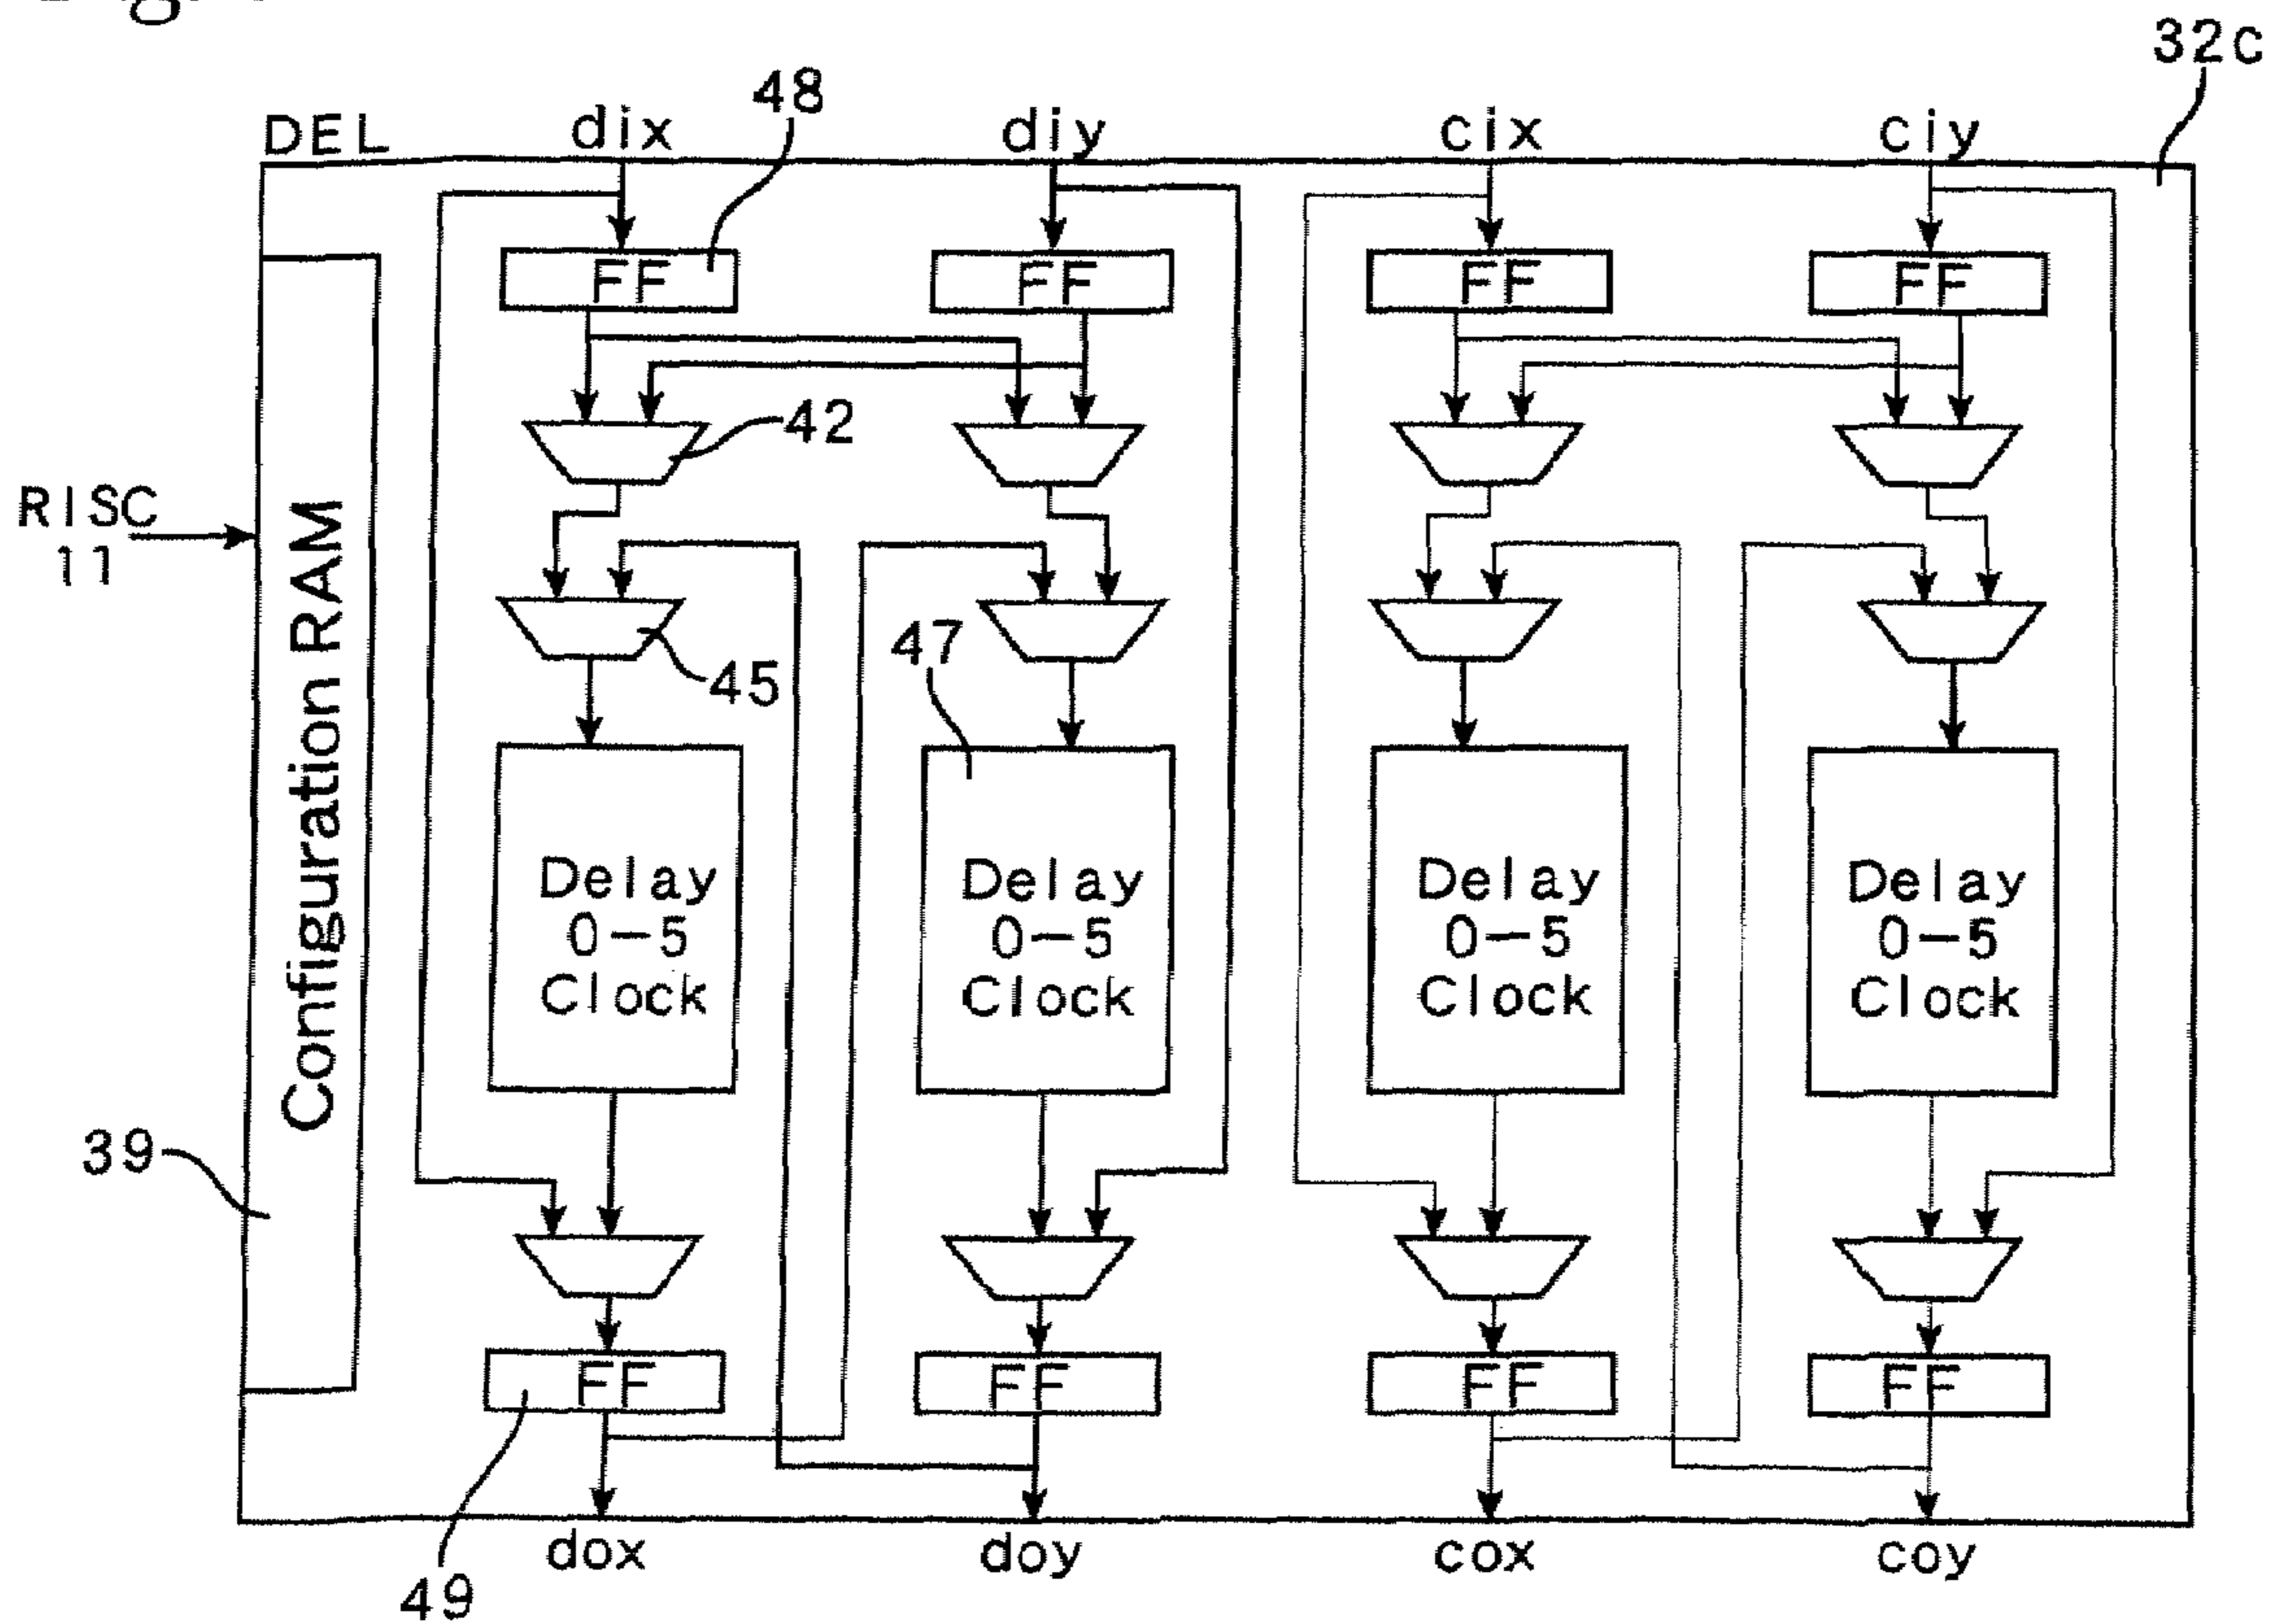 32c
48
DEL dix diy cix ciy
FF FF FF FF
42
RISC
11
45
47
Configuration RAM
Delay
0-5
Clock
Delay
0-5
Clock
Delay
0-5
Clock
Delay
0-5
Clock
39
FF FF FF FF
49
dox doy cox coy